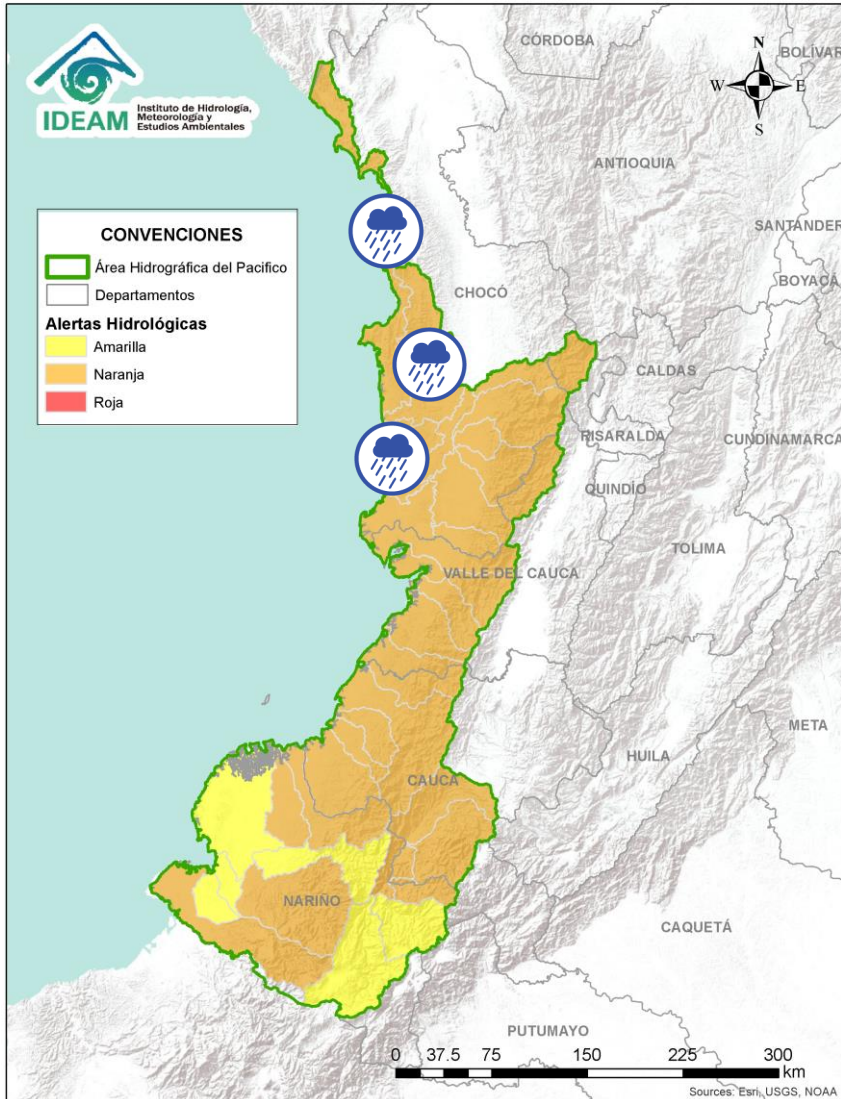 IDEAM
Instituto de Hidrología,
Meteorología y
Estudios Ambientales
CÓRDOBA
BOLÍVAR
N
W
E
S
ANTIOQUIA
SANTANDER
BOYACÁ
CONVENCIONES
Área Hidrográfica del Pacifico
Departamentos
Alertas Hidrológicas
Amarilla
Naranja
Roja
CHOCÓ
CALDAS
RISARALDA
CUNDINAMARCA
QUINDÍO
TOLIMA
VALLE DEL CAUCA
META
HUILA
CAUCA
NARIÑO
CAQUETÁ
PUTUMAYO
0 37.5 75 150 225 300
km
Sources: Esri, USGS, NOAA